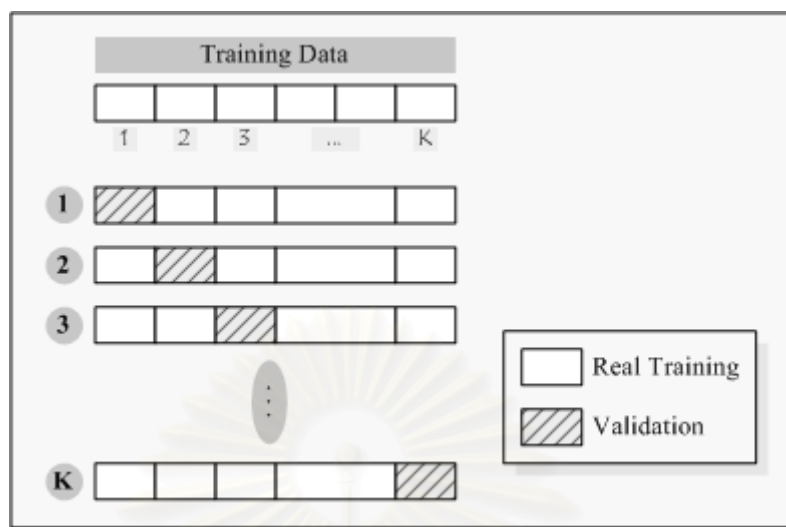 Training Data
1 2 3 ... K
1
2
3
...
K
Real Training
Validation